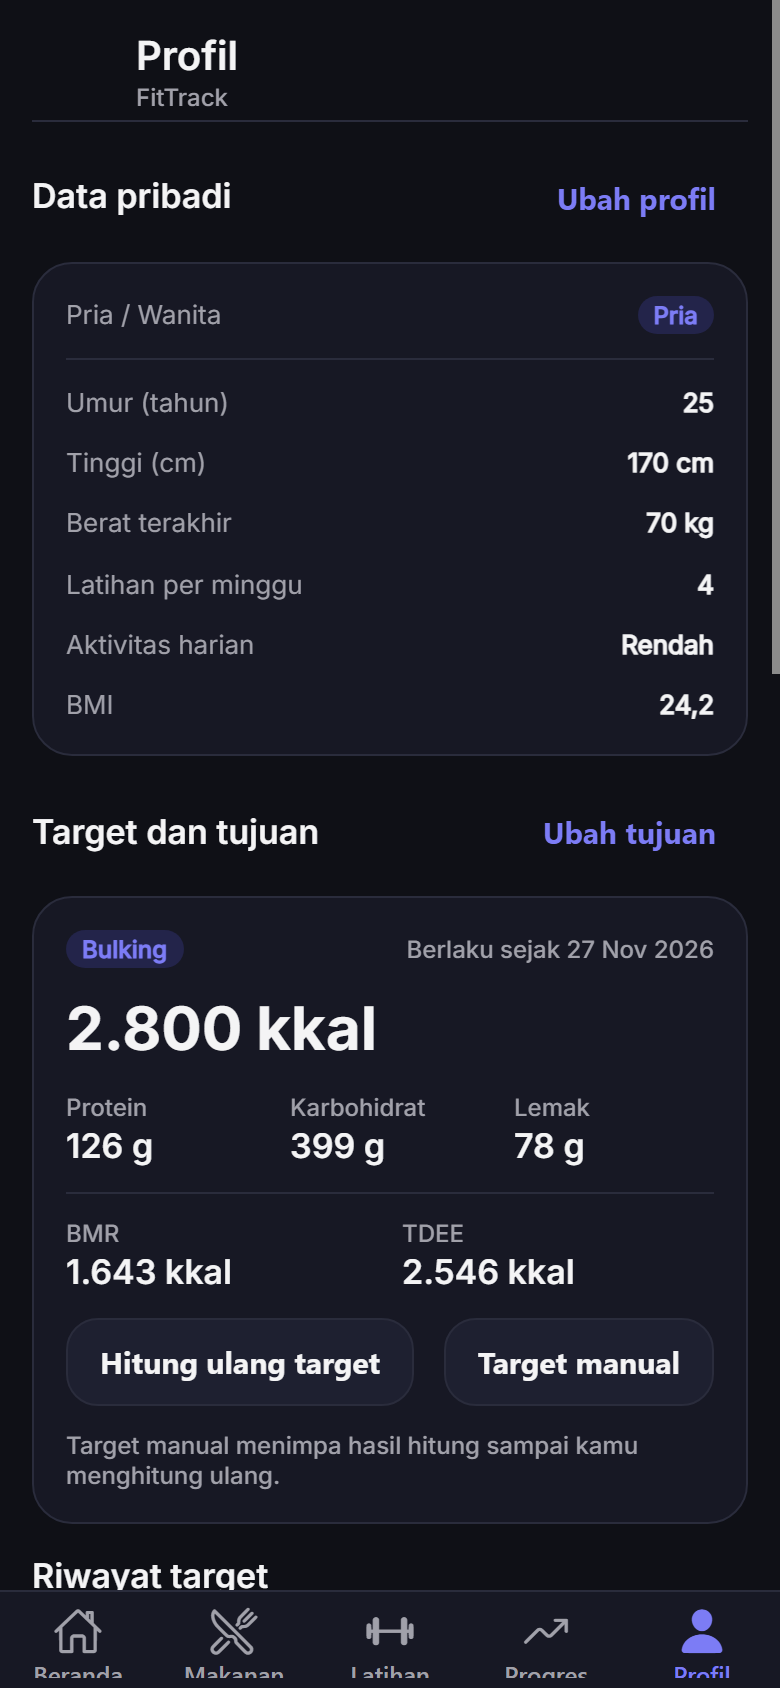 Profil
FitTrack
Data pribadi
Ubah profil
Pria / Wanita
Pria
Umur (tahun)
25
Tinggi (cm)
170 cm
Berat terakhir
70 kg
Latihan per minggu
4
Aktivitas harian
Rendah
BMI
24,2
Target dan tujuan
Ubah tujuan
Bulking
Berlaku sejak 27 Nov 2026
2.800 kkal
Protein
Karbohidrat
Lemak
126 g
399 g
78 g
BMR
TDEE
1.643 kkal
2.546 kkal
Hitung ulang target
Target manual
Target manual menimpa hasil hitung sampai kamu
menghitung ulang.
Riwayat target
Beranda
Makanan
Latihan
Progres
Profil